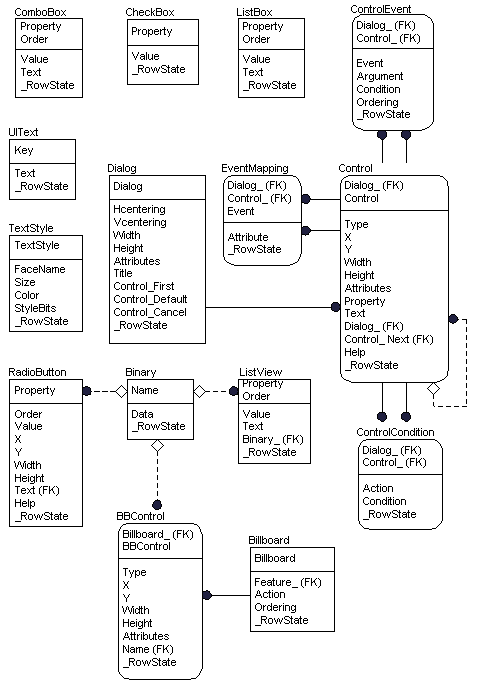 ComboBox
Property
Order
Value
Text
_RowState
CheckBox
Property
Value
_RowState
ListBox
Property
Order
Value
Text
_RowState
ControlEvent
Dialog_ (FK)
Control_ (FK)
Event
Argument
Condition
Ordering
_RowState
UIText
Key
Text
_RowState
Dialog
Dialog
Hcentering
Vcentering
Width
Height
Attributes
Title
Control_First
Control_Default
Control_Cancel
_RowState
EventMapping
Dialog_ (FK)
Control_ (FK)
Event
Attribute
_RowState
Control
Dialog_ (FK)
Control
Type
X
Y
Width
Height
Attributes
Property
Text
Dialog_ (FK)
Control_Next (FK)
Help
_RowState
TextStyle
TextStyle
FaceName
Size
Color
StyleBits
_RowState
RadioButton
Property
Order
Value
X
Y
Width
Height
Text (FK)
Help
_RowState
Binary
Name
Data
_RowState
ListView
Property
Order
Value
Text
Binary_ (FK)
_RowState
ControlCondition
Dialog_ (FK)
Control_ (FK)
Action
Condition
_RowState
BBControl
Billboard_ (FK)
BBControl
Type
X
Y
Width
Height
Attributes
Name (FK)
_RowState
Billboard
Billboard
Feature_ (FK)
Action
Ordering
_RowState